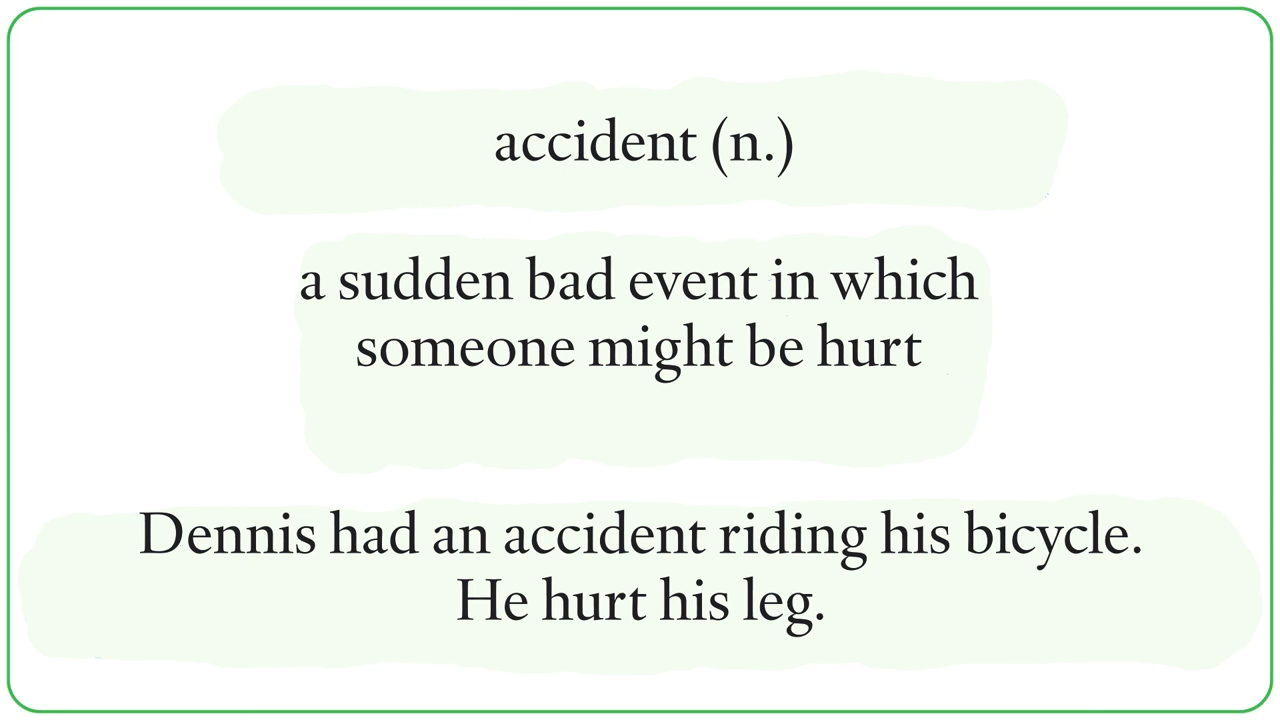 accident (n.)
a sudden bad event in which
someone might be hurt
Dennis had an accident riding his bicycle.
He hurt his leg.